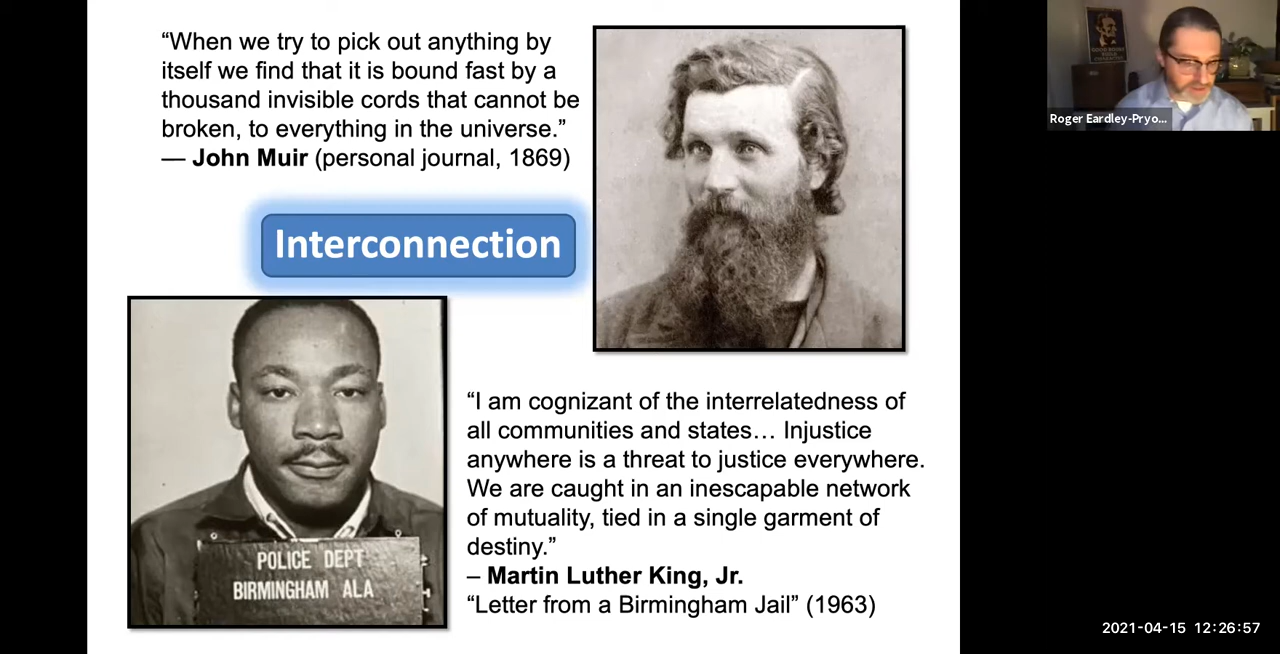 “When we try to pick out anything by
itself we find that it is bound fast by a
thousand invisible cords that cannot be
broken, to everything in the universe.”
— John Muir (personal journal, 1869)
Interconnection
POLICE DEPT
BIRMINGHAM ALA
“I am cognizant of the interrelatedness of
all communities and states… Injustice
anywhere is a threat to justice everywhere.
We are caught in an inescapable network
of mutuality, tied in a single garment of
destiny.”
– Martin Luther King, Jr.
“Letter from a Birmingham Jail” (1963)
Roger Eardley-Pryo...
2021-04-15 12:26:57